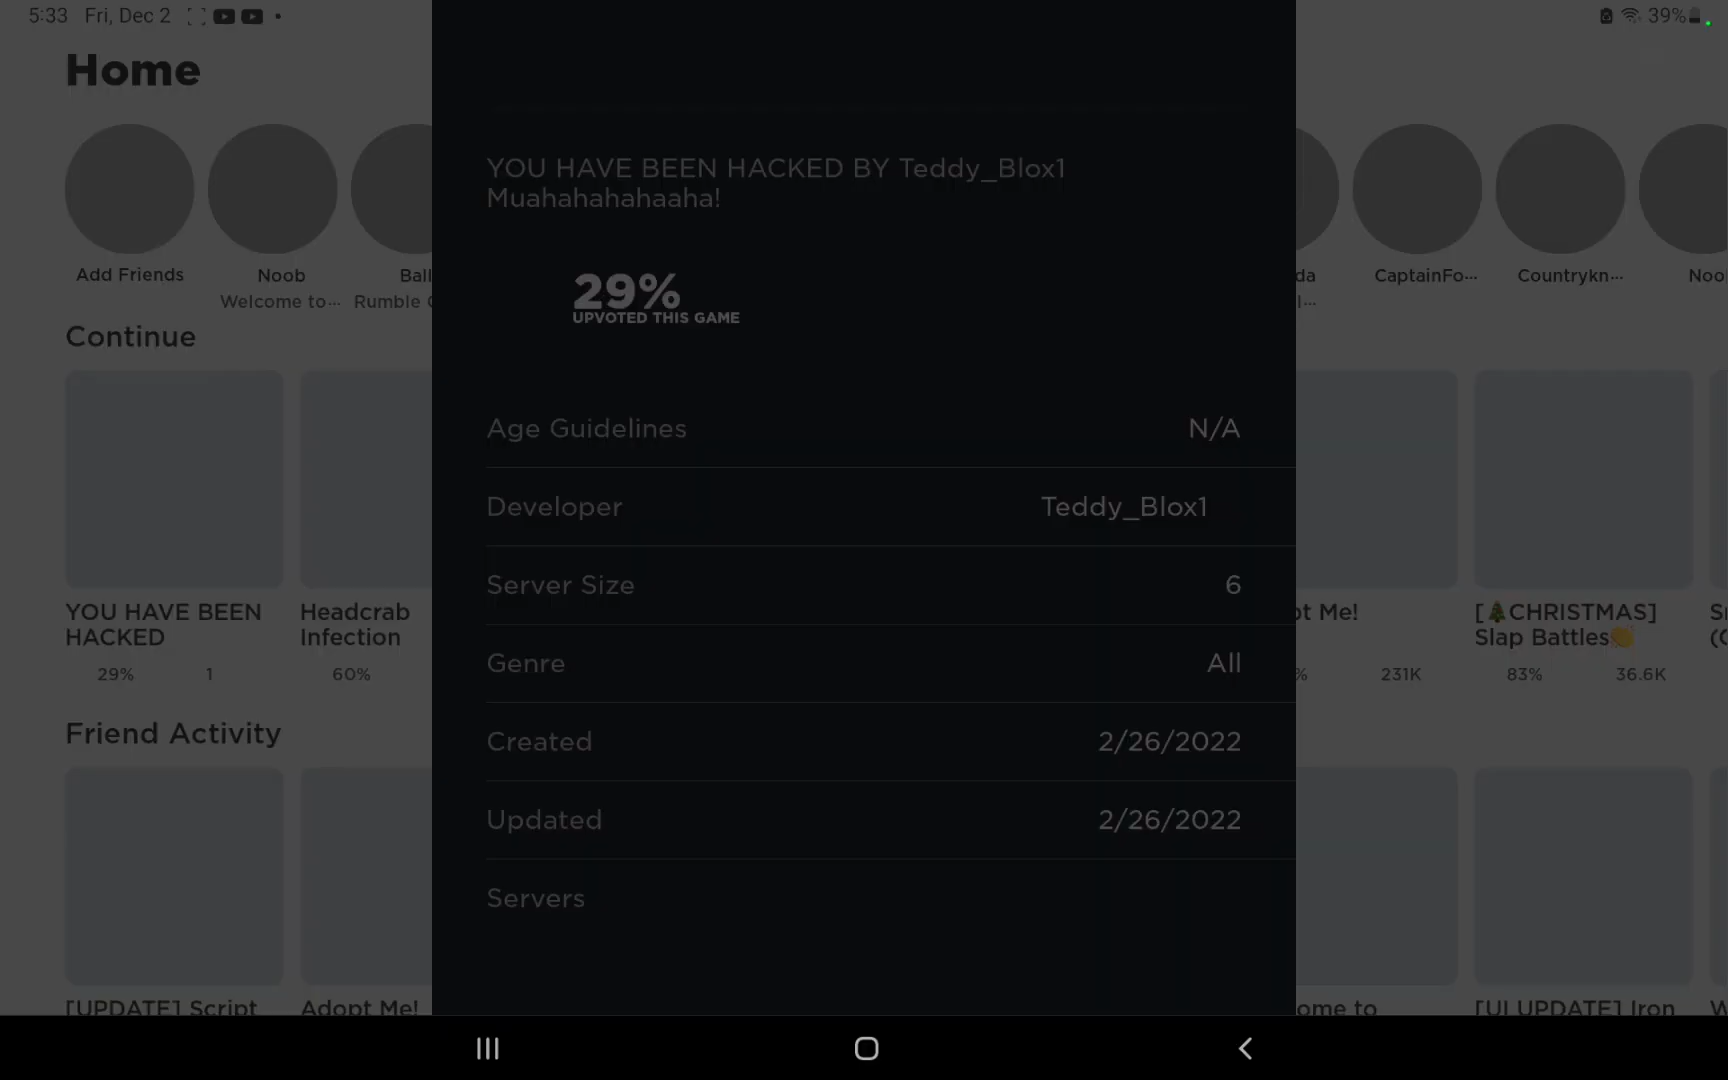 5:33 Fri, Dec 2
39%
Home
YOU HAVE BEEN HACKED BY Teddy_Blox1
Muahahahahaaha!
29%
UPVOTED THIS GAME
Age Guidelines N/A
Developer Teddy_Blox1
Server Size 6
Genre All
Created 2/26/2022
Updated 2/26/2022
Servers
Add Friends
Noob
Welcome to...
Ball
Rumble
da
l...
CaptainFo...
Countrykn...
Noo
Continue
YOU HAVE BEEN
HACKED
29% 1
Headcrab
Infection
60%
pt Me!
% 231K
[🎄CHRISTMAS]
Slap Battles👏
83% 36.6K
Friend Activity
[UPDATE] Script
Adopt Me!
ome to
[UI UPDATE] Iron